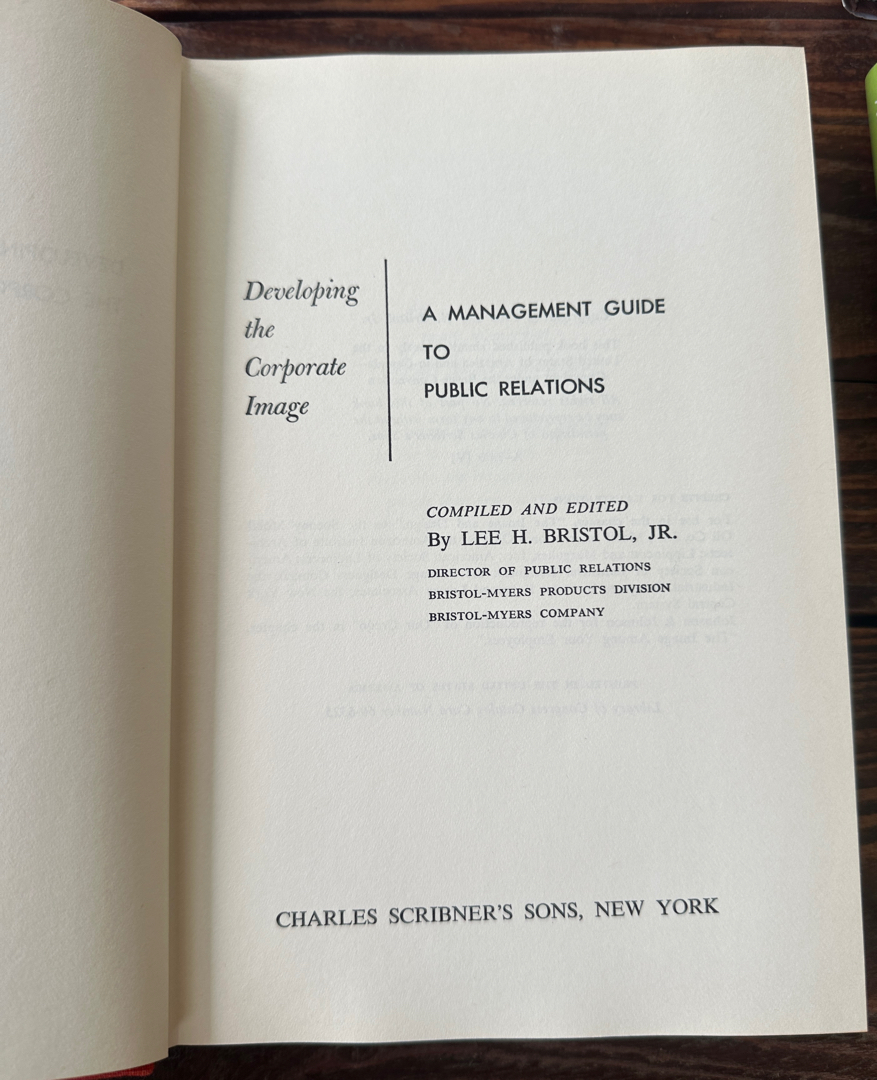 Developing
the
Corporate
Image
A MANAGEMENT GUIDE
TO
PUBLIC RELATIONS
COMPILED AND EDITED
By LEE H. BRISTOL, JR.
DIRECTOR OF PUBLIC RELATIONS
BRISTOL-MYERS PRODUCTS DIVISION
BRISTOL-MYERS COMPANY
CHARLES SCRIBNER'S SONS, NEW YORK